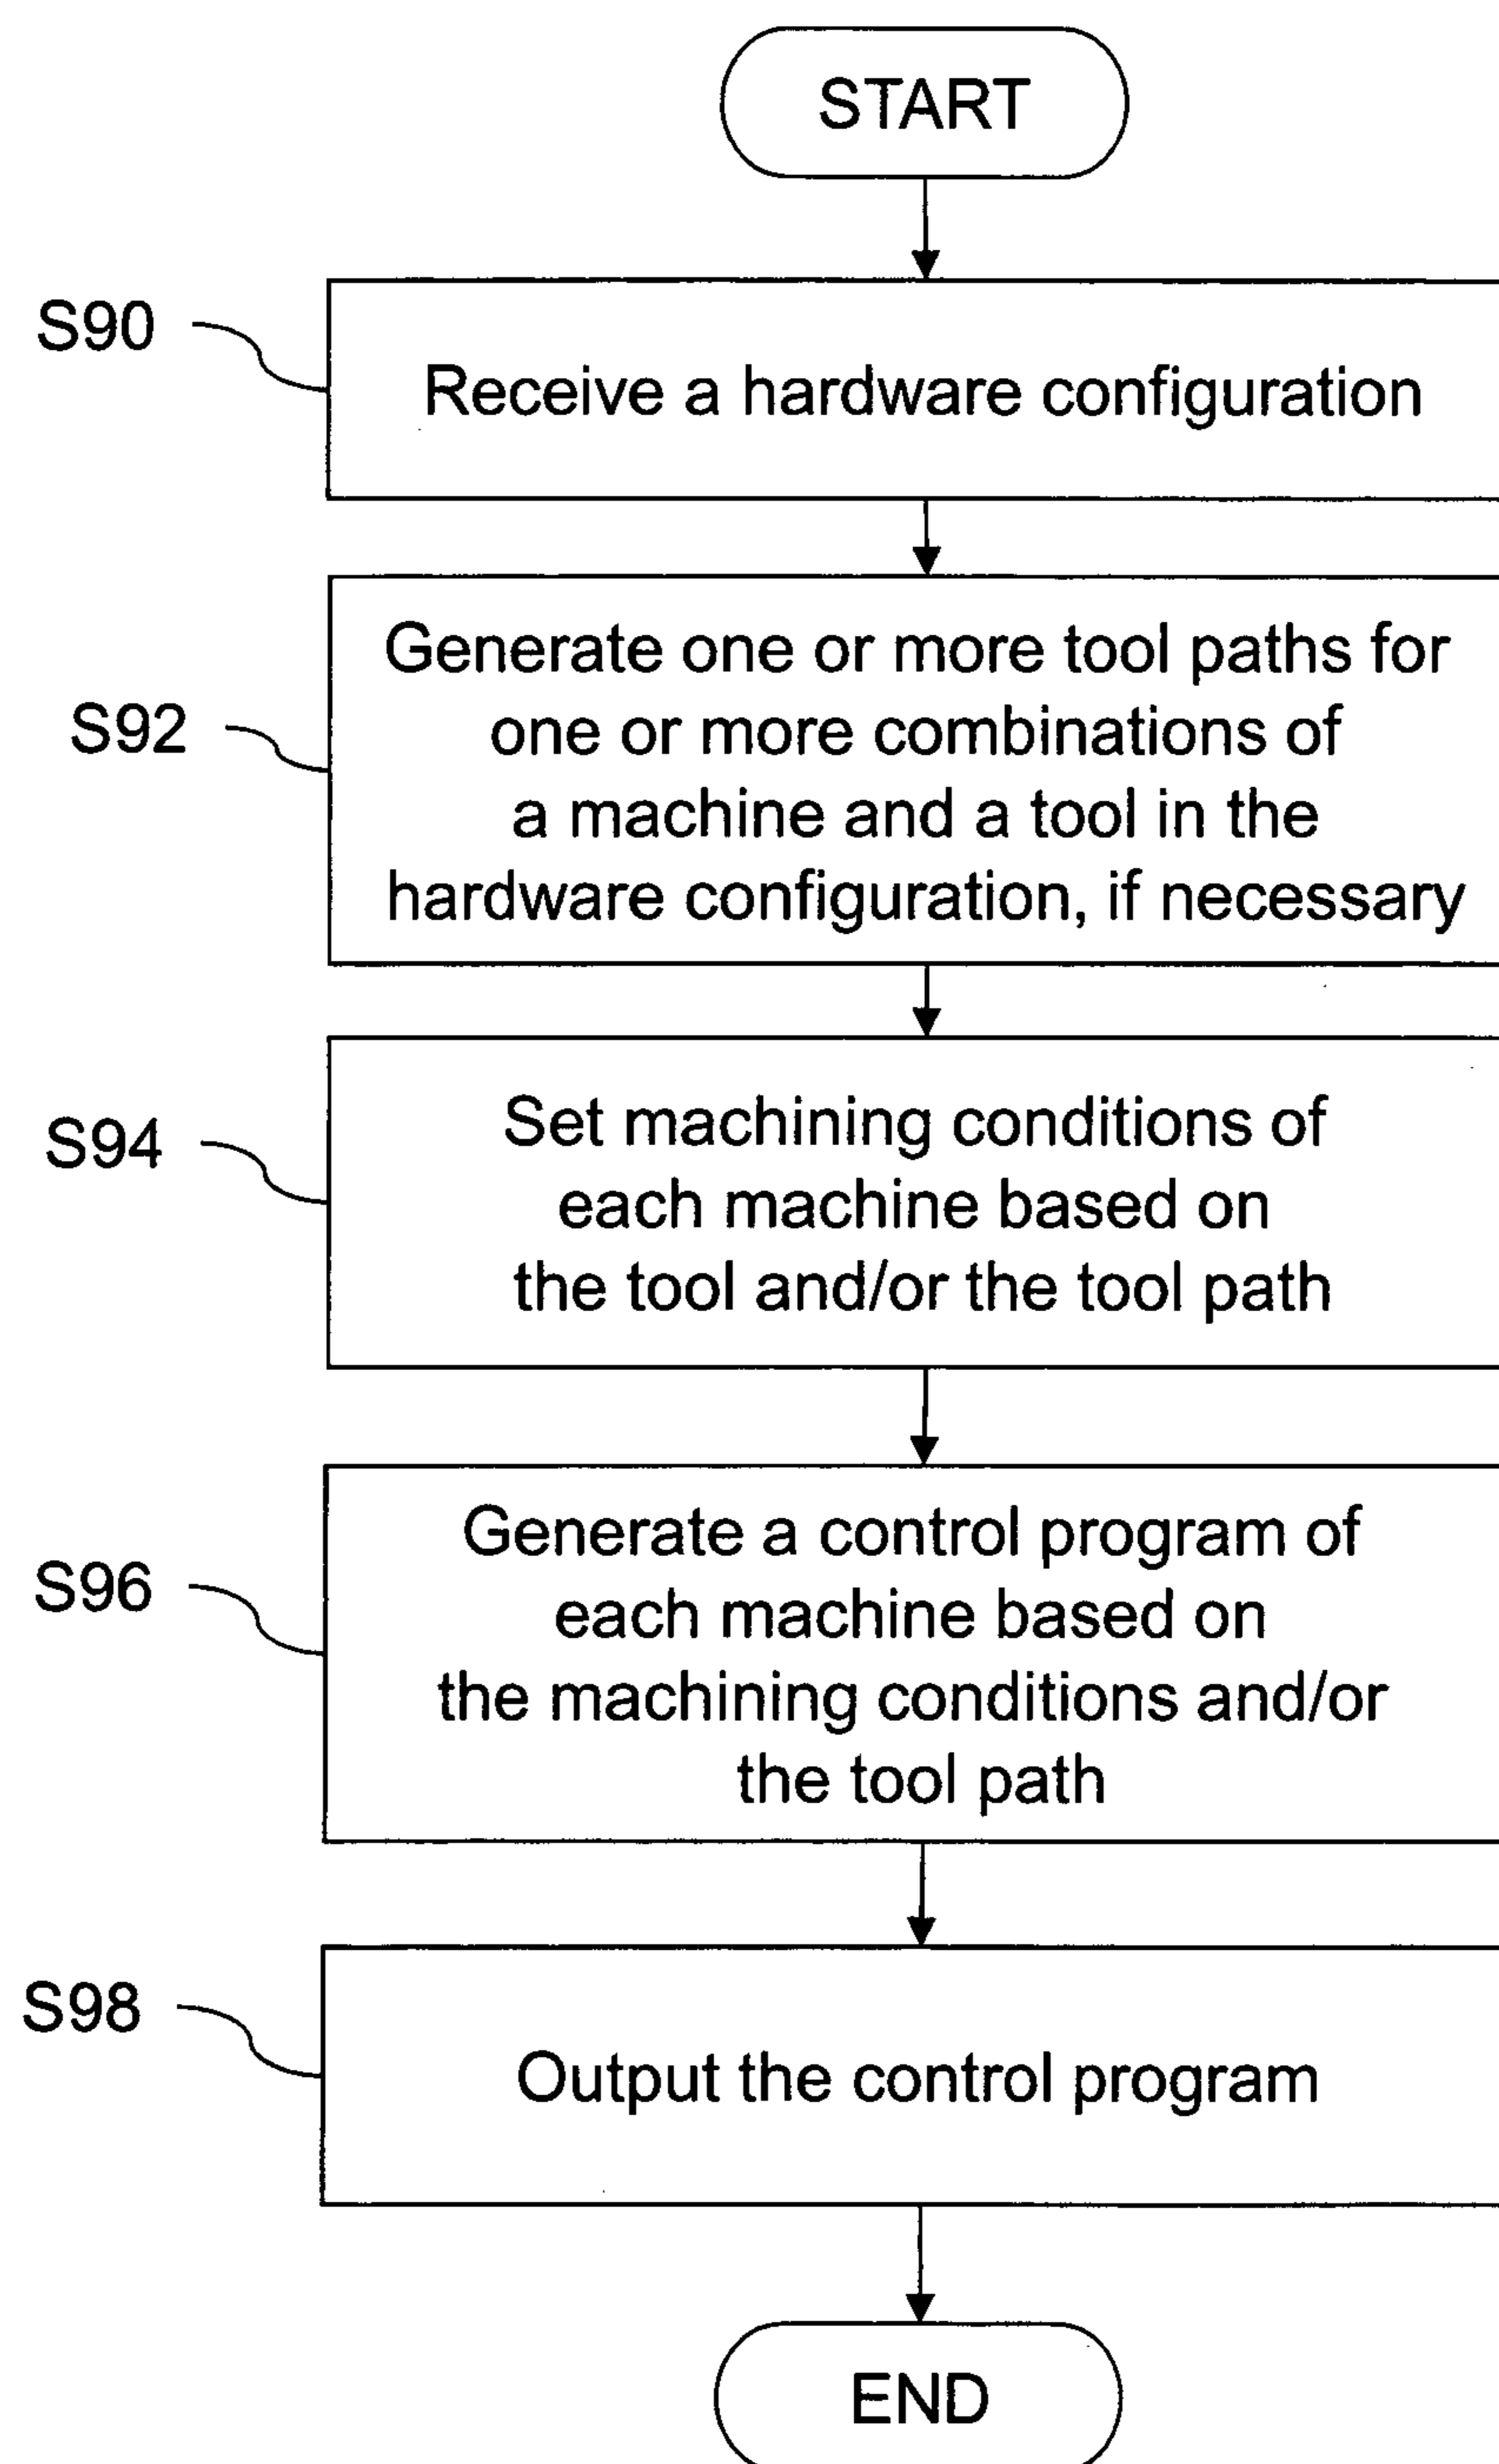 START
S90
Receive a hardware configuration
S92
Generate one or more tool paths for
one or more combinations of
a machine and a tool in the
hardware configuration, if necessary
S94
Set machining conditions of
each machine based on
the tool and/or the tool path
S96
Generate a control program of
each machine based on
the machining conditions and/or
the tool path
S98
Output the control program
END